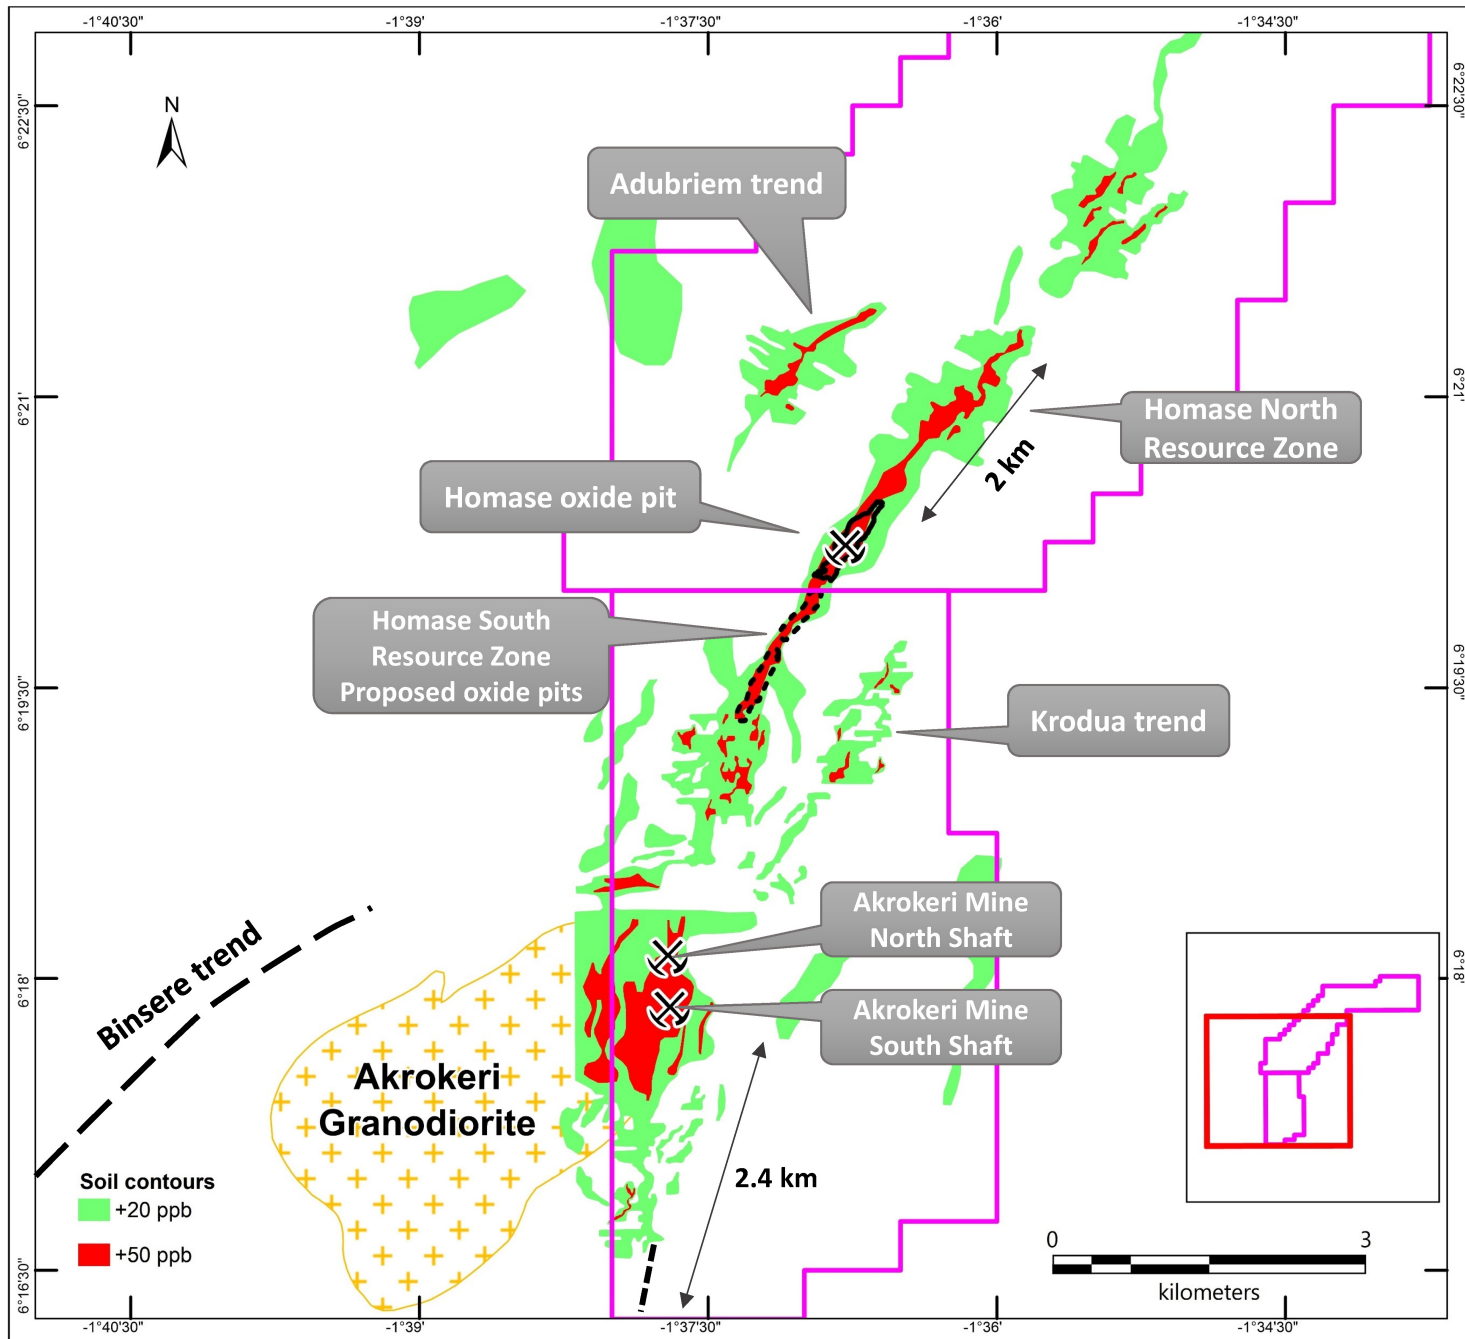 -1°40'30"
-1°39'
-1°37'30"
-1°36'
-1°34'30"
6°22'30"
6°22'30"
N
Adubriem trend
6°21'
6°21'
Homase North
Resource Zone
2 km
Homase oxide pit
Homase South
Resource Zone
Proposed oxide pits
6°19'30"
6°19'30"
Krodua trend
Akrokeri Mine
North Shaft
Binsere trend
6°18'
6°18'
Akrokeri Mine
South Shaft
Akrokeri
Granodiorite
2.4 km
Soil contours
+20 ppb
+50 ppb
0
3
kilometers
6°16'30"
6°16'30"
-1°40'30"
-1°39'
-1°37'30"
-1°36'
-1°34'30"